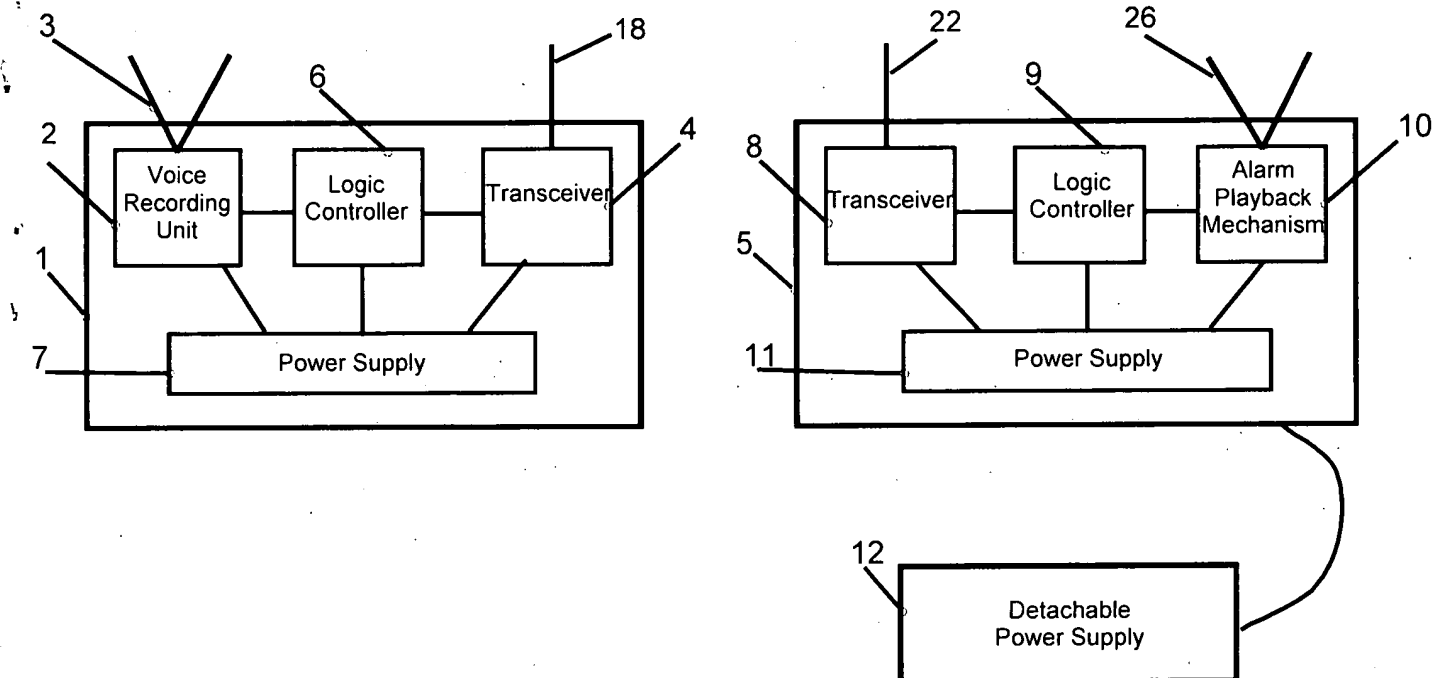 3
18
22
26
6
9
2
4
8
10
Voice
Recording
Unit
Logic
Controller
Transceiver
Transceiver
Logic
Controller
Alarm
Playback
Mechanism
1
5
7
Power Supply
11
Power Supply
12
Detachable
Power Supply